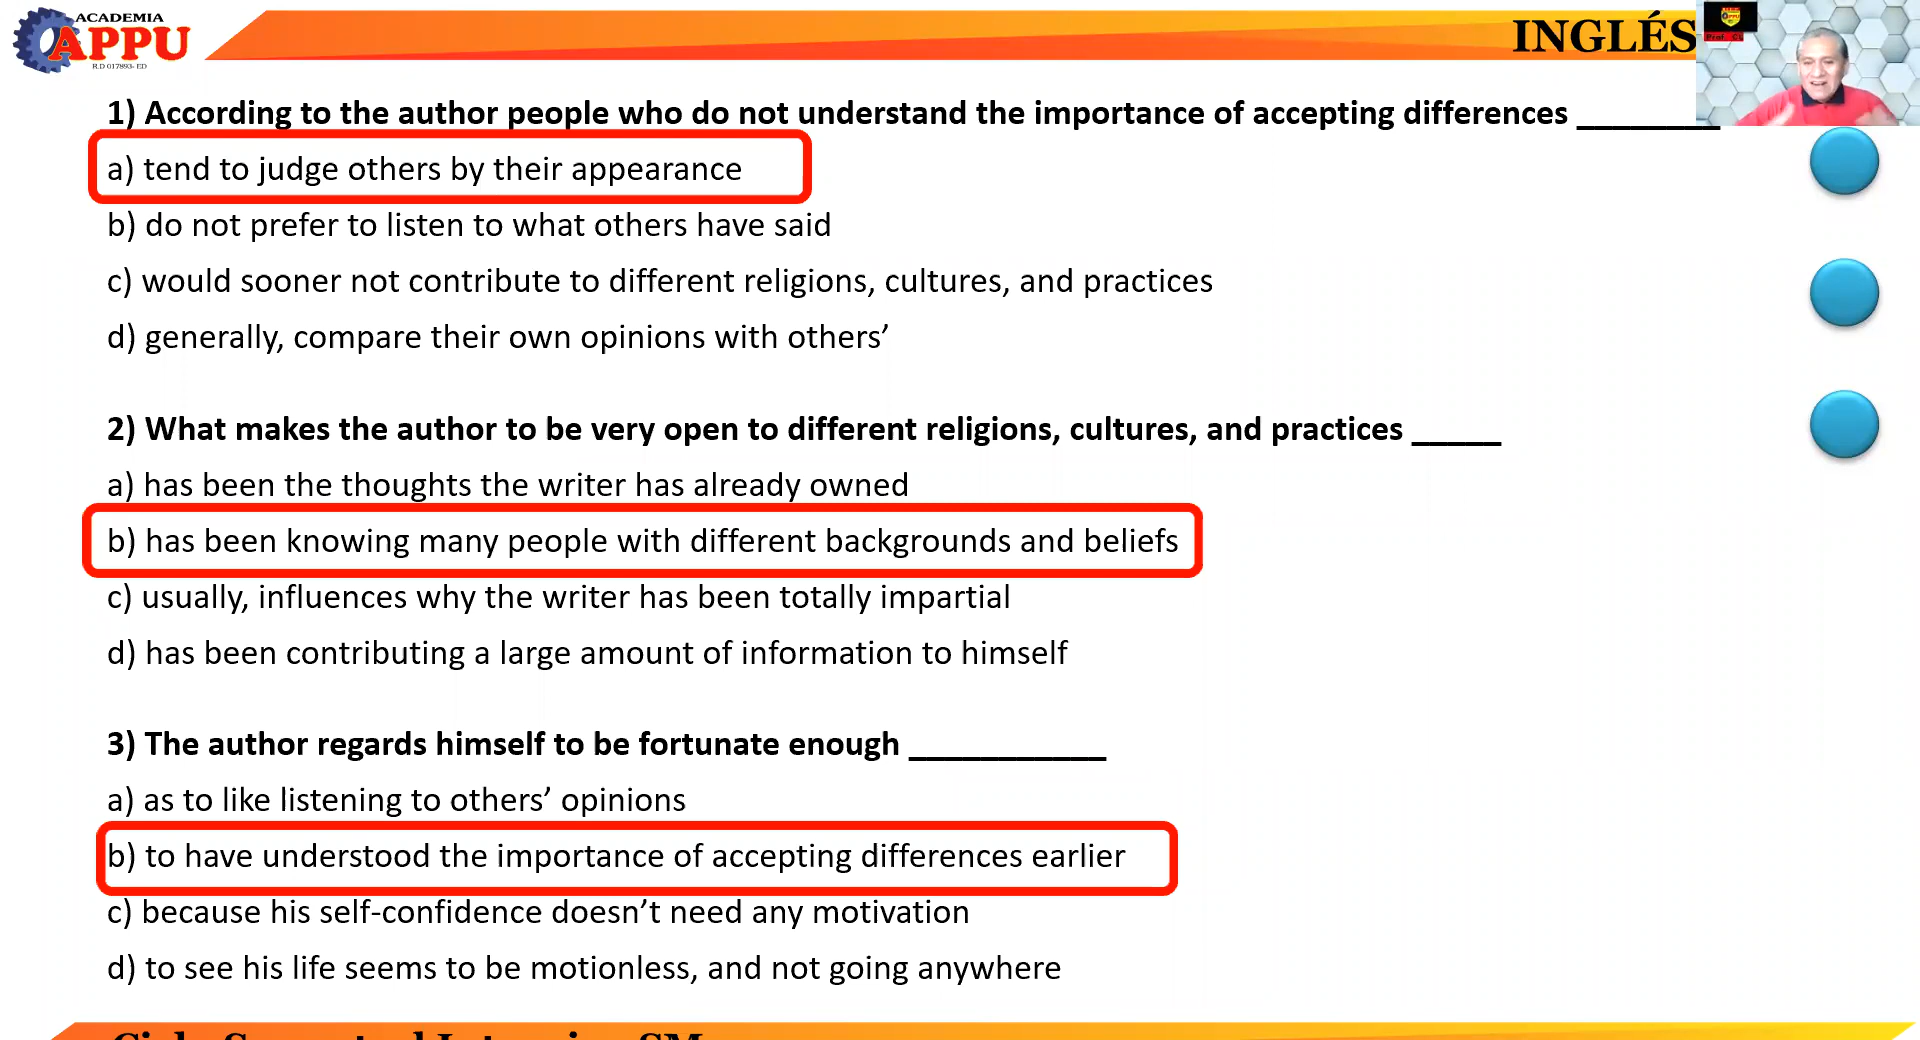 ACADEMIA
APPU
R.D 017893- ED
INGLÉS
1) According to the author people who do not understand the importance of accepting differences ________
a) tend to judge others by their appearance
b) do not prefer to listen to what others have said
c) would sooner not contribute to different religions, cultures, and practices
d) generally, compare their own opinions with others’
2) What makes the author to be very open to different religions, cultures, and practices _____
a) has been the thoughts the writer has already owned
b) has been knowing many people with different backgrounds and beliefs
c) usually, influences why the writer has been totally impartial
d) has been contributing a large amount of information to himself
3) The author regards himself to be fortunate enough ___________
a) as to like listening to others’ opinions
b) to have understood the importance of accepting differences earlier
c) because his self-confidence doesn’t need any motivation
d) to see his life seems to be motionless, and not going anywhere